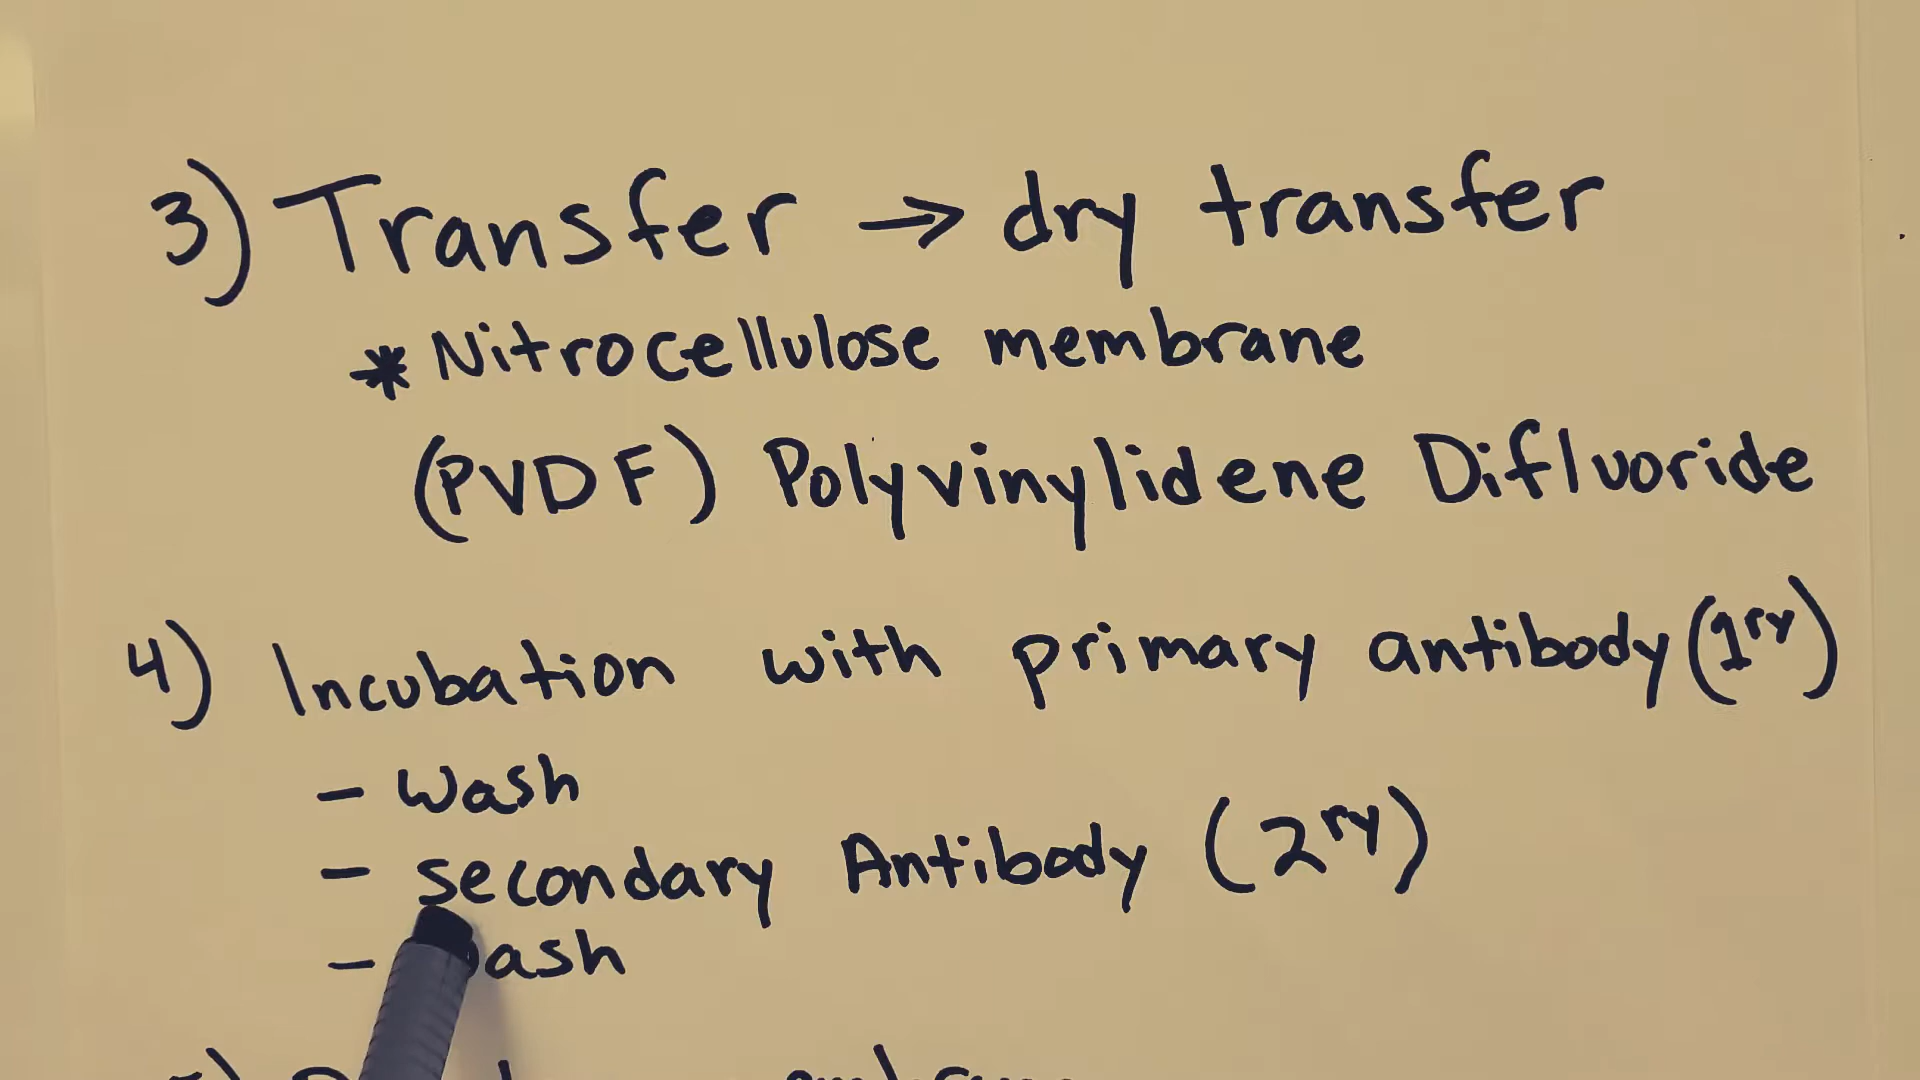 3) Transfer → dry transfer
* Nitrocellulose membrane
(PVDF) Polyvinylidene Difluoride
4) Incubation with primary antibody (1ry)
- Wash
- secondary Antibody (2ry)
- ash